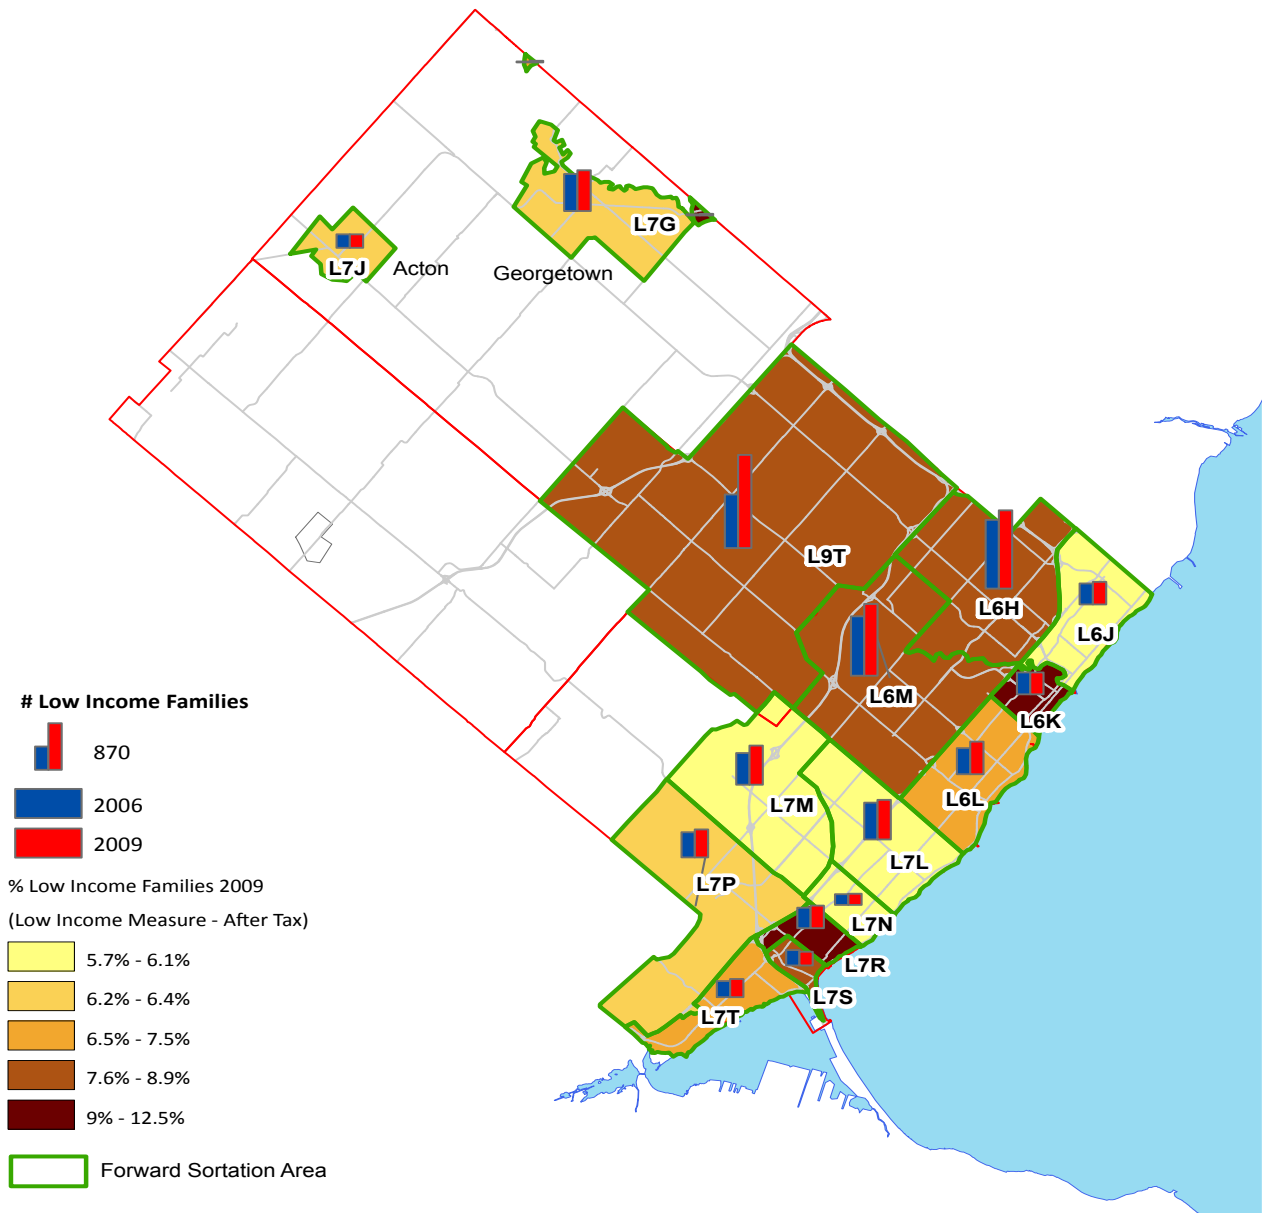 L7G
L7J
Acton
Georgetown
L9T
L6H
L6J
L6M
L6K
L6L
L7M
L7L
L7P
L7N
L7R
L7S
L7T
# Low Income Families
870
2006
2009
% Low Income Families 2009
(Low Income Measure - After Tax)
5.7% - 6.1%
6.2% - 6.4%
6.5% - 7.5%
7.6% - 8.9%
9% - 12.5%
Forward Sortation Area